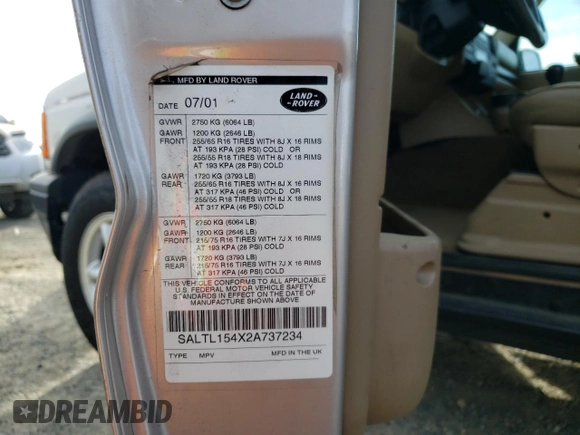 MFD BY LAND ROVER
DATE 07/01
LAND-
-ROVER
GVWR 2750 KG (6064 LB)
GAWR 1200 KG (2646 LB)
FRONT 255/65 R16 TIRES WITH 8J X 16 RIMS
AT 193 KPA (28 PSI) COLD OR
255/55 R18 TIRES WITH 8J X 18 RIMS
AT 193 KPA (28 PSI) COLD
GAWR 1720 KG (3793 LB)
REAR 255/65 R16 TIRES WITH 8J X 16 RIMS
AT 317 KPA (46 PSI) COLD OR
255/55 R18 TIRES WITH 8J X 18 RIMS
AT 317 KPA (46 PSI) COLD
GVWR 2750 KG (6064 LB)
GAWR 1200 KG (2646 LB)
FRONT 215/75 R16 TIRES WITH 7J X 16 RIMS
AT 193 KPA (28 PSI) COLD
GAWR 1720 KG (3793 LB)
REAR 215/75 R16 TIRES WITH 7J X 16 RIMS
AT 317 KPA (46 PSI) COLD
THIS VEHICLE CONFORMS TO ALL APPLICABLE
U.S. FEDERAL MOTOR VEHICLE SAFETY
STANDARDS IN EFFECT ON THE DATE OF
MANUFACTURE SHOWN ABOVE
SALTL154X2A737234
TYPE MPV MFD IN THE UK
DREAMBID